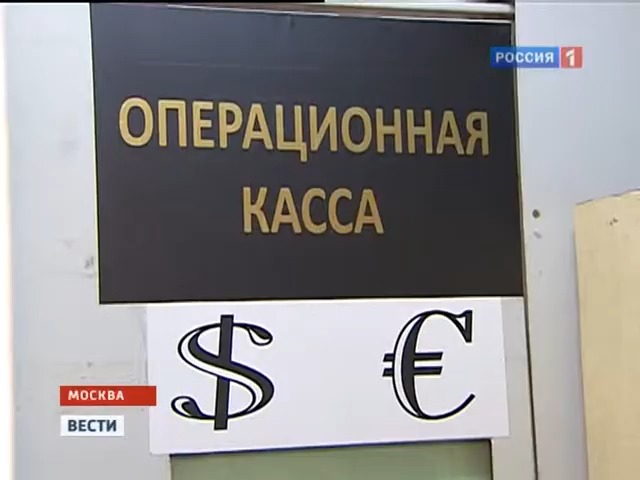 РОССИЯ 1
ОПЕРАЦИОННАЯ
КАССА
$ €
МОСКВА
ВЕСТИ